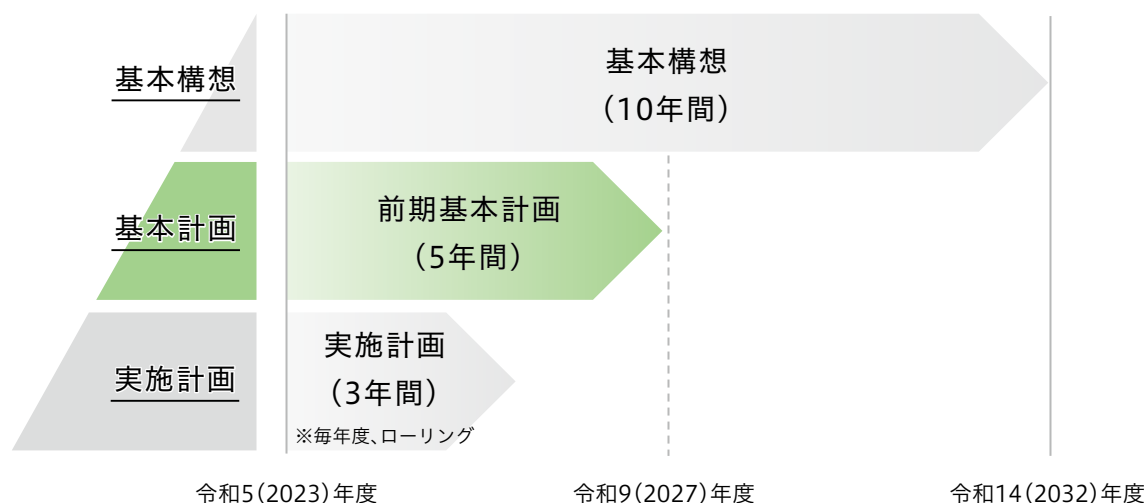 基本構想
基本構想
（10年間）
基本計画
前期基本計画
（5年間）
実施計画
実施計画
（3年間）
※毎年度、ローリング
令和5（2023）年度
令和9（2027）年度
令和14（2032）年度